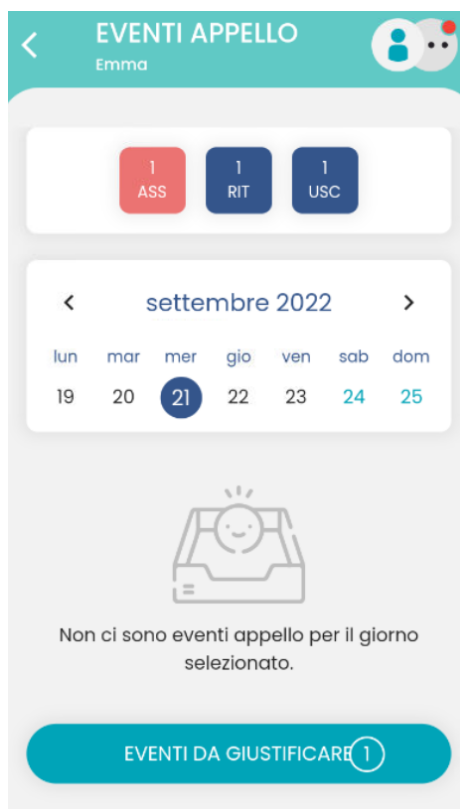 EVENTI APPELLO
Emma
1 1 1
ASS RIT USC
settembre 2022
lun mar mer gio ven sab dom
19 20 21 22 23 24 25
Non ci sono eventi appello per il giorno
selezionato.
EVENTI DA GIUSTIFICARE 1